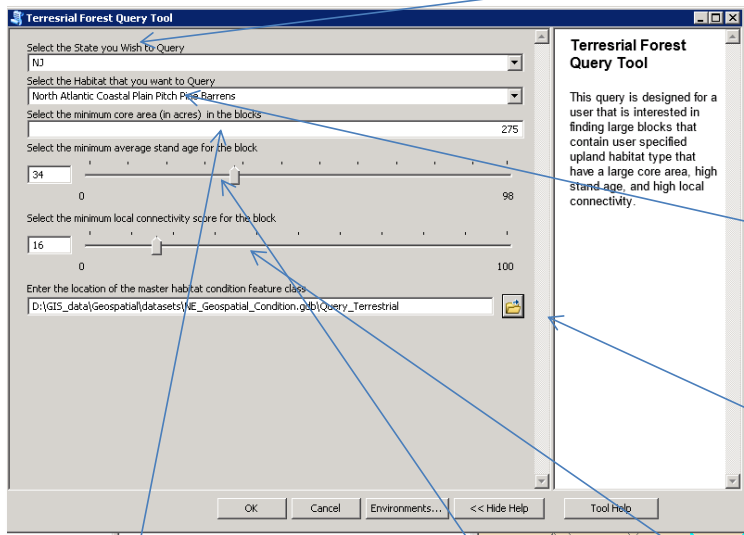 Terresrial Forest Query Tool
Select the State you Wish to Query
NJ
Select the Habitat that you want to Query
North Atlantic Coastal Plain Pitch Pine Barrens
Select the minimum core area (in acres) in the blocks
275
Select the minimum average stand age for the block
34
0 98
Select the minimum local connectivity score for the block
16
0 100
Enter the location of the master habitat condition feature class
D:\GIS_data\Geospatial\datasets\NE_Geospatial_Condition.gdb\Query_Terrestrial
OK Cancel Environments... << Hide Help Tool Help
Terresrial Forest
Query Tool
This query is designed for a
user that is interested in
finding large blocks that
contain user specified
upland habitat type that
have a large core area, high
stand age, and high local
connectivity.